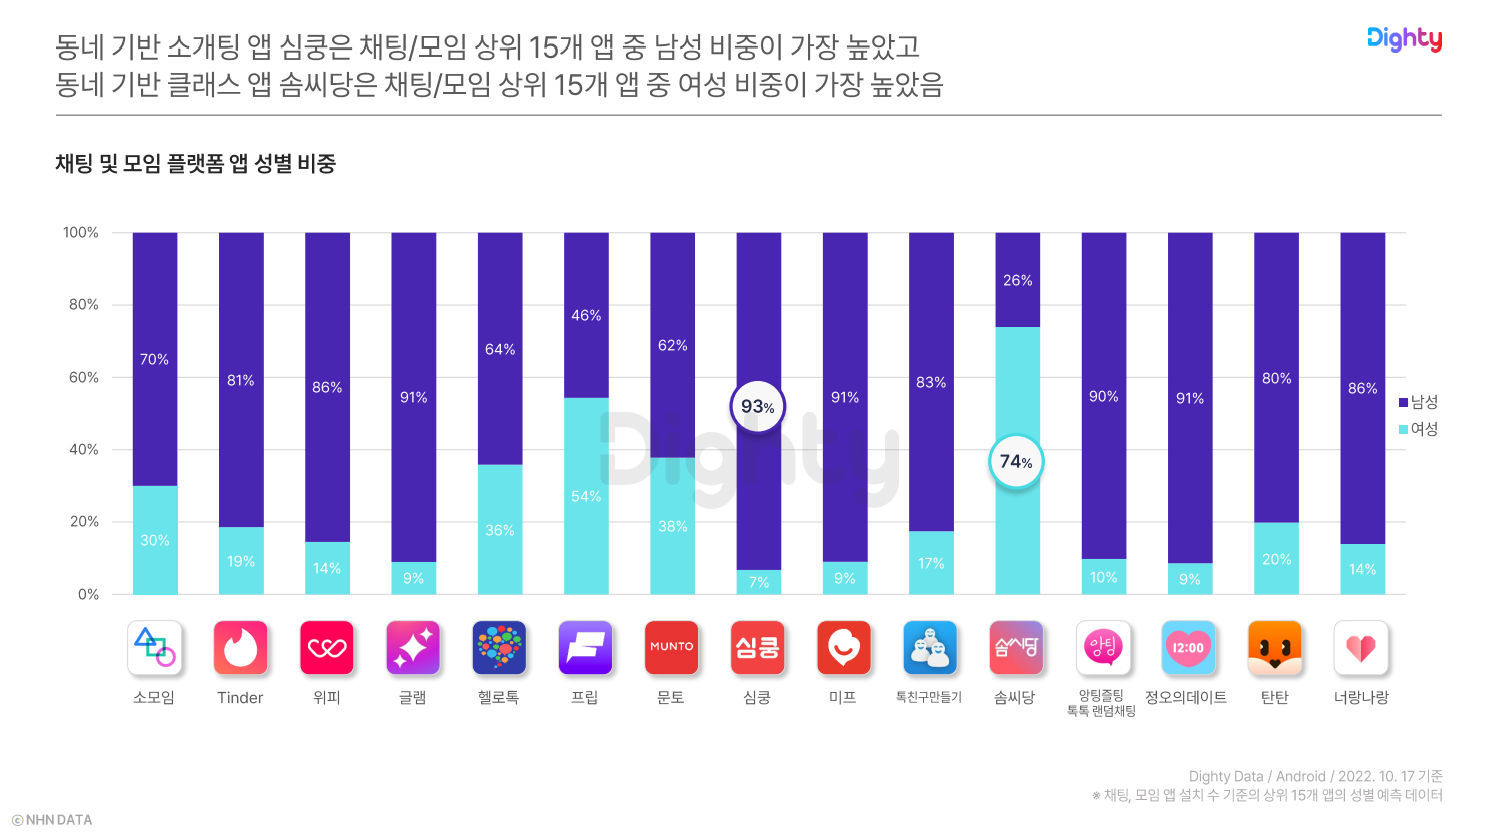 동네 기반 소개팅 앱 심쿵은 채팅/모임 상위 15개 앱 중 남성 비중이 가장 높았고
동네 기반 클래스 앱 솜씨당은 채팅/모임 상위 15개 앱 중 여성 비중이 가장 높았음
Dighty
채팅 및 모임 플랫폼 앱 성별 비중
100%
80%
60%
40%
20%
0%
70% 81% 86% 91% 64% 46% 62% 93% 91% 83% 26% 90% 91% 80% 86%
30% 19% 14% 9% 36% 54% 38% 7% 9% 17% 74% 10% 9% 20% 14%
Dighty
남성
여성
MUNTO
심쿵
솜씨당
앙팅
12:00
소모임 Tinder 위피 글램 헬로톡 프립 문토 심쿵 미프 톡친구만들기 솜씨당 앙팅즐팅 정오의데이트 탄탄 너랑나랑
톡톡 랜덤채팅
Dighty Data / Android / 2022. 10. 17 기준
※ 채팅, 모임 앱 설치 수 기준의 상위 15개 앱의 성별 예측 데이터
ⓒ NHN DATA